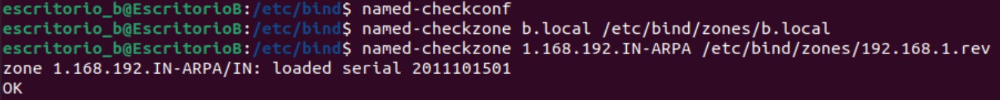 escritorio_b@EscritorioB:/etc/bind$ named-checkconf
escritorio_b@EscritorioB:/etc/bind$ named-checkzone b.local /etc/bind/zones/b.local
escritorio_b@EscritorioB:/etc/bind$ named-checkzone 1.168.192.IN-ARPA /etc/bind/zones/192.168.1.rev
zone 1.168.192.IN-ARPA/IN: loaded serial 2011101501
OK